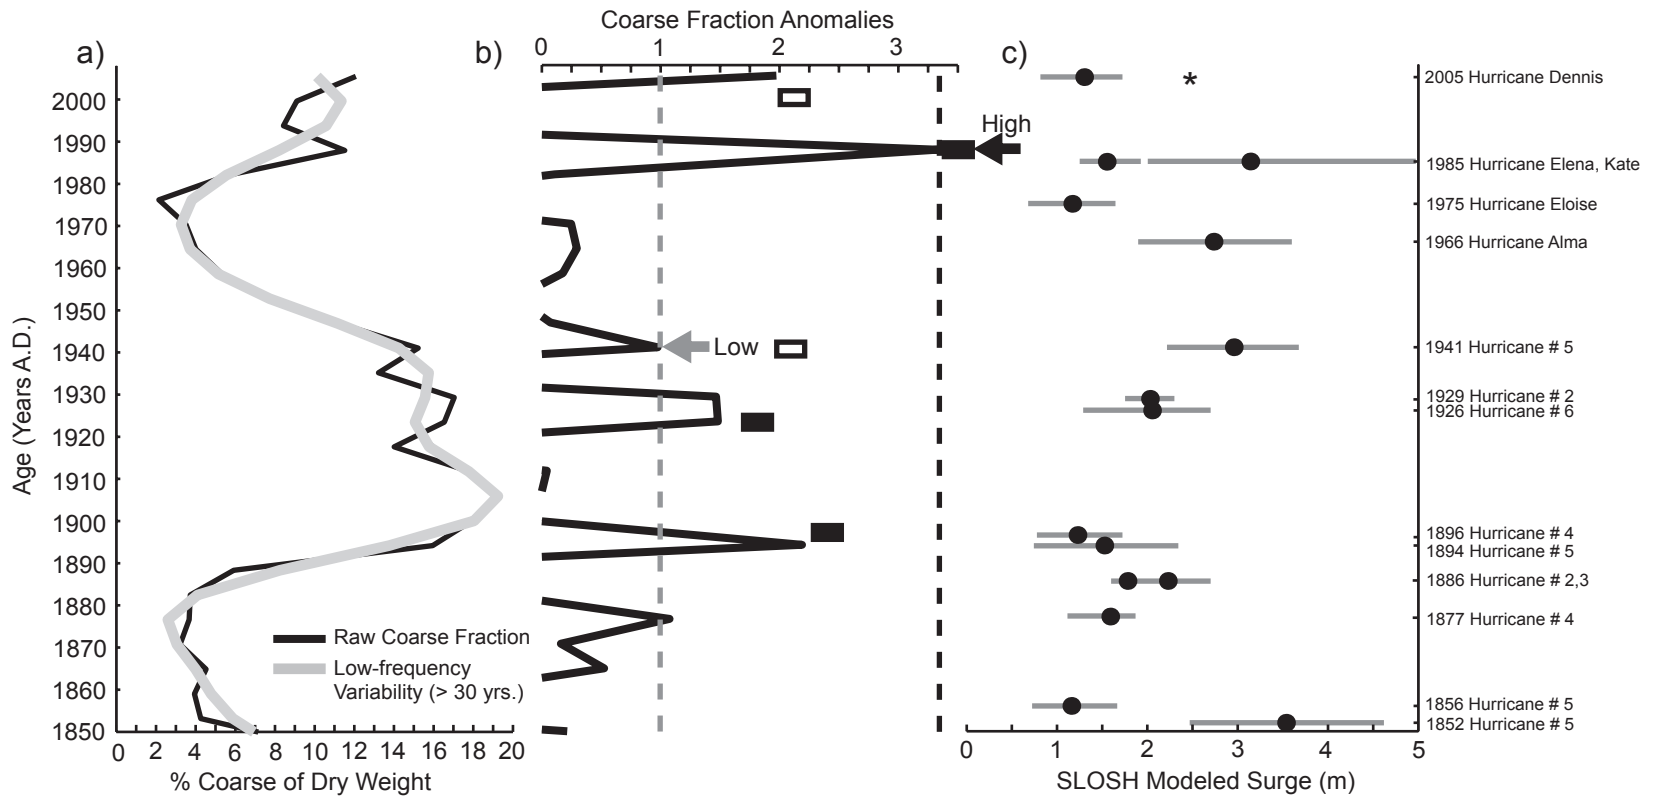 Coarse Fraction Anomalies
a)
b)
0 1 2 3
c)
High
Low
2000
1990
1980
1970
1960
1950
1940
1930
1920
1910
1900
1890
1880
1870
1860
1850
Age (Years A.D.)
Raw Coarse Fraction
Low-frequency
Variability (> 30 yrs.)
0 2 4 6 8 10 12 14 16 18 20
% Coarse of Dry Weight
*
2005 Hurricane Dennis
1985 Hurricane Elena, Kate
1975 Hurricane Eloise
1966 Hurricane Alma
1941 Hurricane # 5
1929 Hurricane # 2
1926 Hurricane # 6
1896 Hurricane # 4
1894 Hurricane # 5
1886 Hurricane # 2,3
1877 Hurricane # 4
1856 Hurricane # 5
1852 Hurricane # 5
0 1 2 3 4 5
SLOSH Modeled Surge (m)